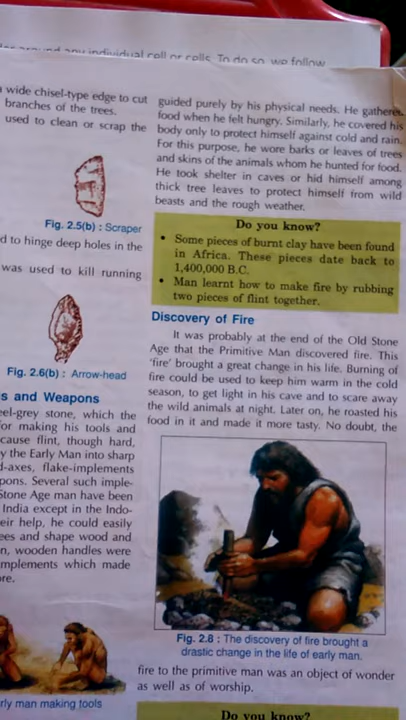 any individual cell or cells. To do so, we follow
wide chisel-type edge to cut
branches of the trees.
used to clean or scrape the
Fig. 2.5(b) : Scraper
d to hinge deep holes in the
was used to kill running
Fig. 2.6(b) : Arrow-head
s and Weapons
eel-grey stone, which the
or making his tools and
cause flint, though hard,
y the Early Man into sharp
d-axes, flake-implements
pons. Several such imple-
Stone Age man have been
India except in the Indo-
eir help, he could easily
ees and shape wood and
n, wooden handles were
mplements which made
ore.
rly man making tools
guided purely by his physical needs. He gathered
food when he felt hungry. Similarly, he covered his
body only to protect himself against cold and rain.
For this purpose, he wore barks or leaves of trees
and skins of the animals whom he hunted for food.
He took shelter in caves or hid himself among
thick tree leaves to protect himself from wild
beasts and the rough weather.
Do you know?
• Some pieces of burnt clay have been found
in Africa. These pieces date back to
1,400,000 B.C.
• Man learnt how to make fire by rubbing
two pieces of flint together.
Discovery of Fire
It was probably at the end of the Old Stone
Age that the Primitive Man discovered fire. This
'fire' brought a great change in his life. Burning of
fire could be used to keep him warm in the cold
season, to get light in his cave and to scare away
the wild animals at night. Later on, he roasted his
food in it and made it more tasty. No doubt, the
Fig. 2.8 : The discovery of fire brought a
drastic change in the life of early man.
fire to the primitive man was an object of wonder
as well as of worship.
Do you know?